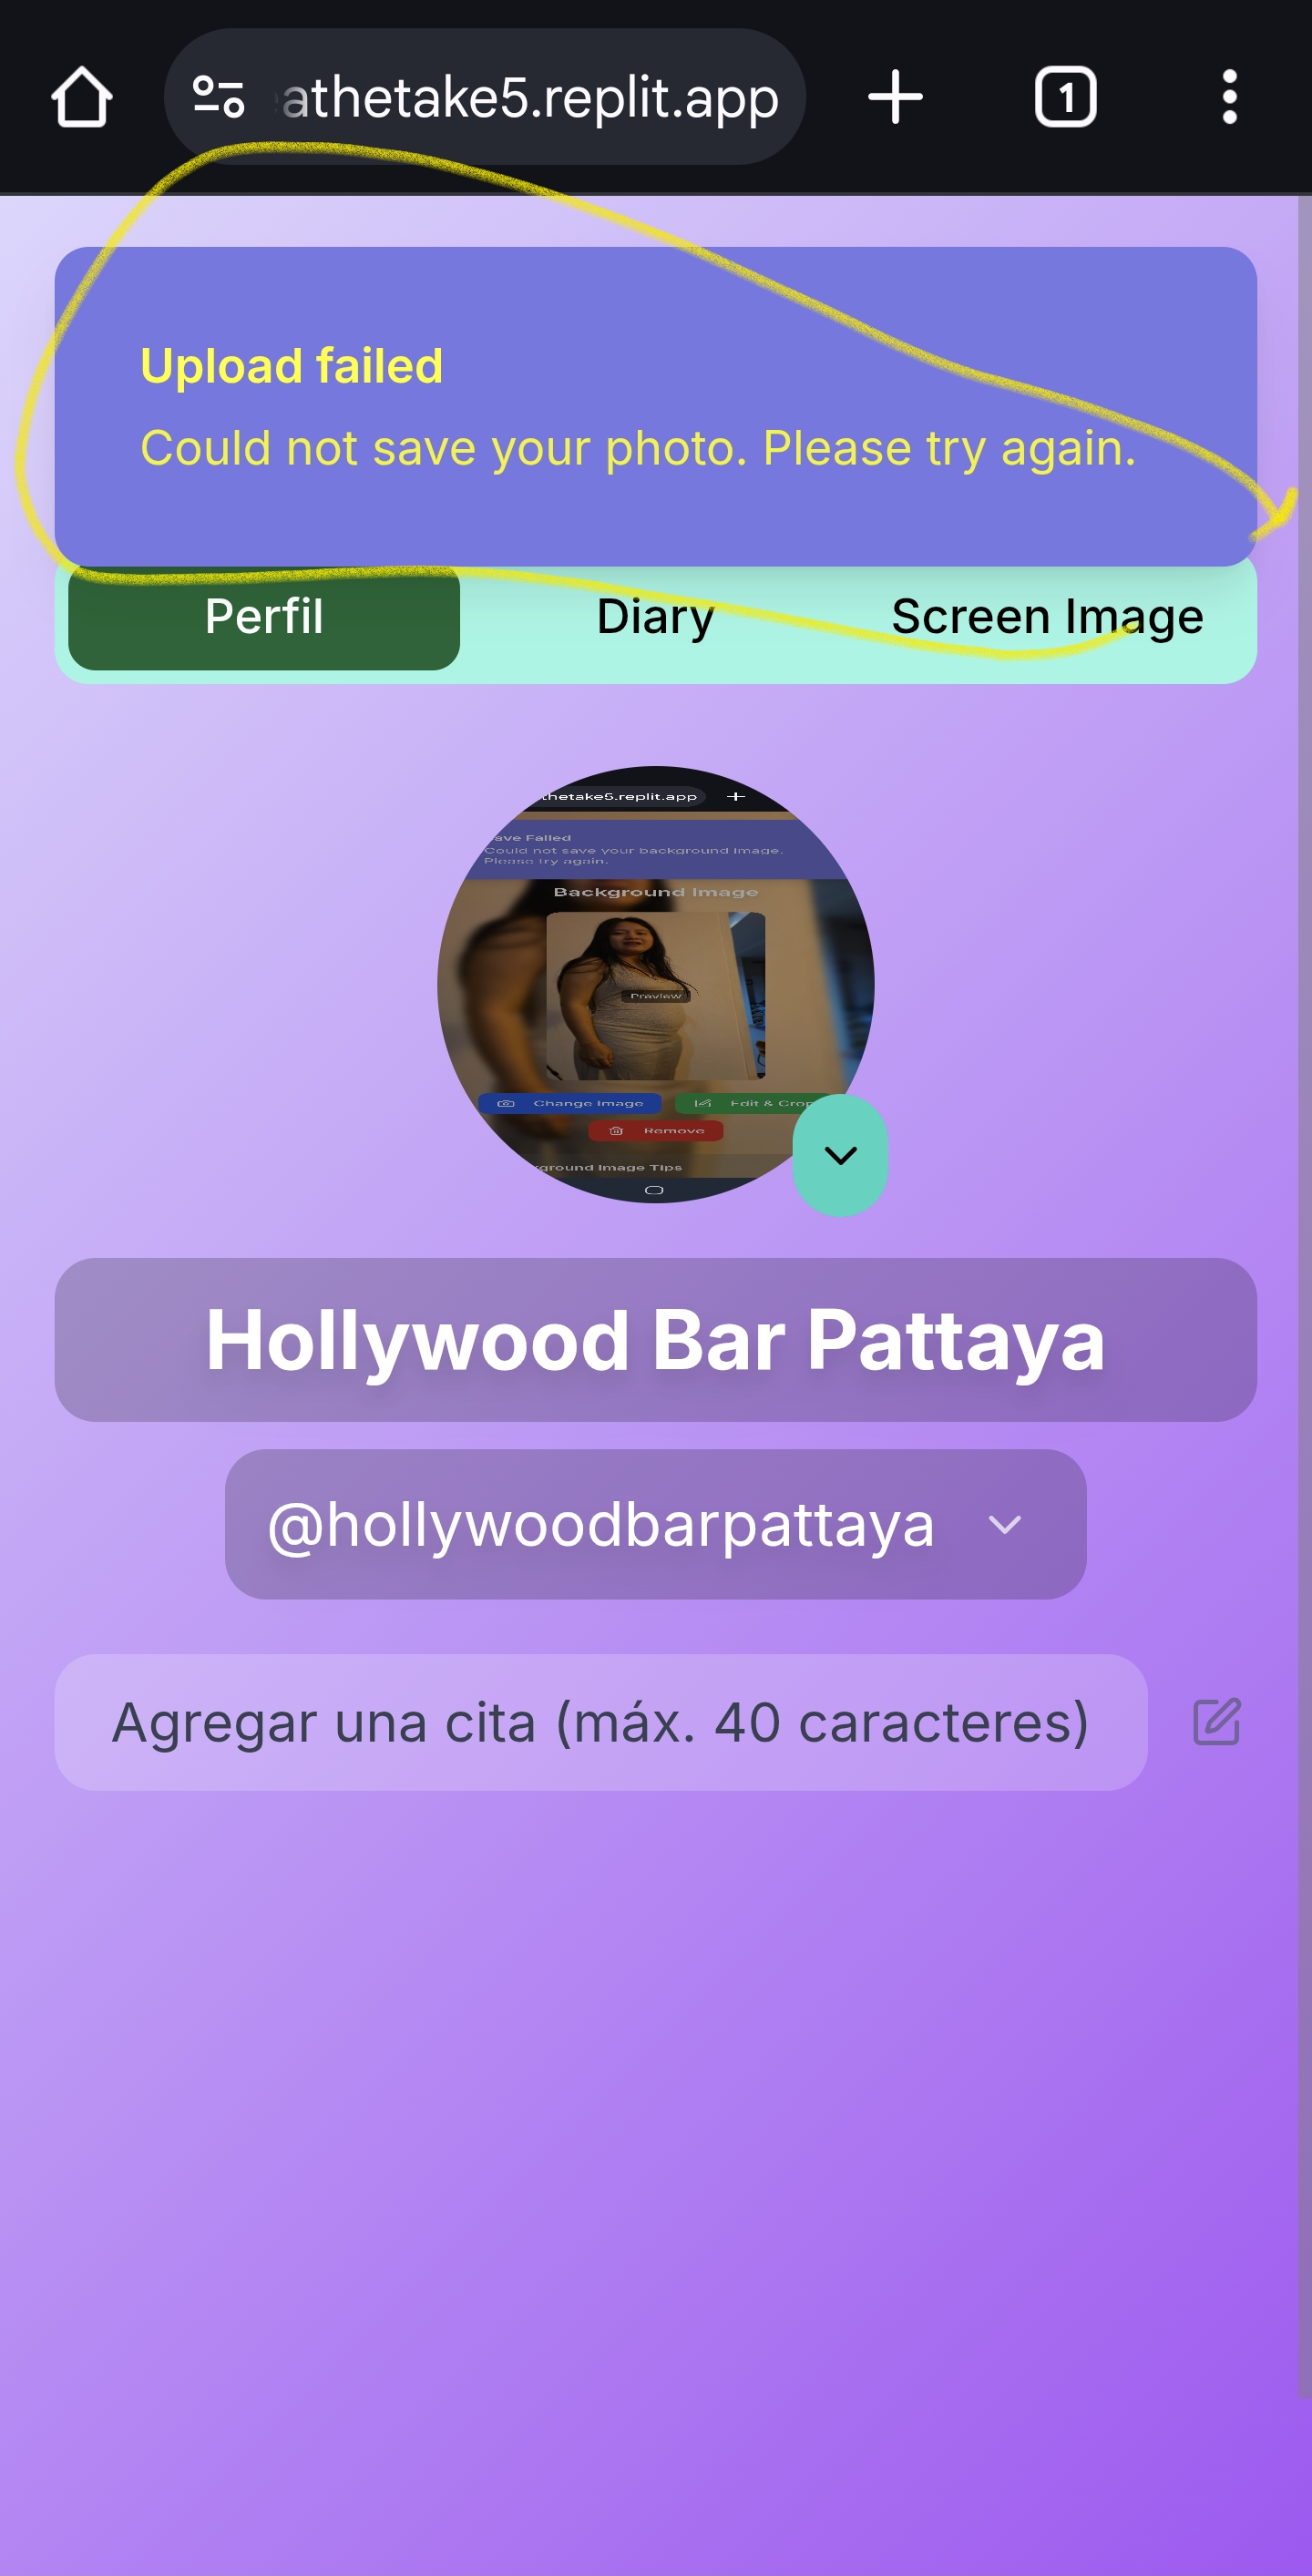 athetake5.replit.app
1
Upload failed
Could not save your photo. Please try again.
Perfil Diary Screen Image
thetake5.replit.app
ave Failed
Could not save your background image.
Please try again.
Background Image
Preview
Change Image Edit & Crop
Remove
ground Image Tips
Hollywood Bar Pattaya
@hollywoodbarpattaya
Agregar una cita (máx. 40 caracteres)